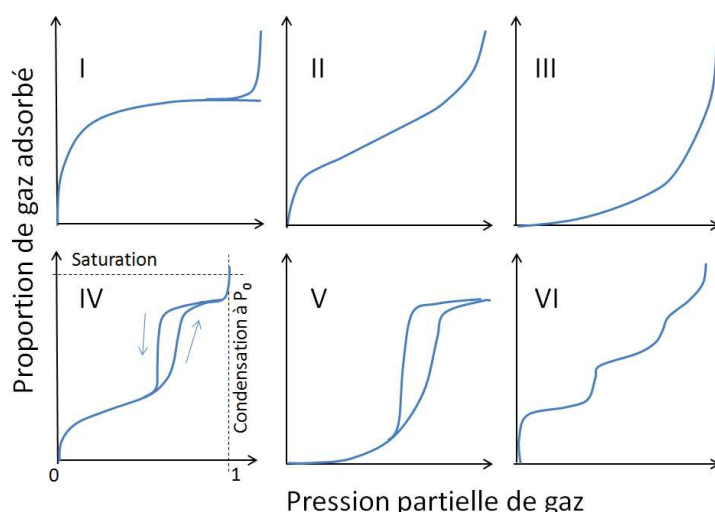 Proportion de gaz adsorbé
I
II
III
Saturation
IV
Condensation à P₀
V
VI
0
1
Pression partielle de gaz